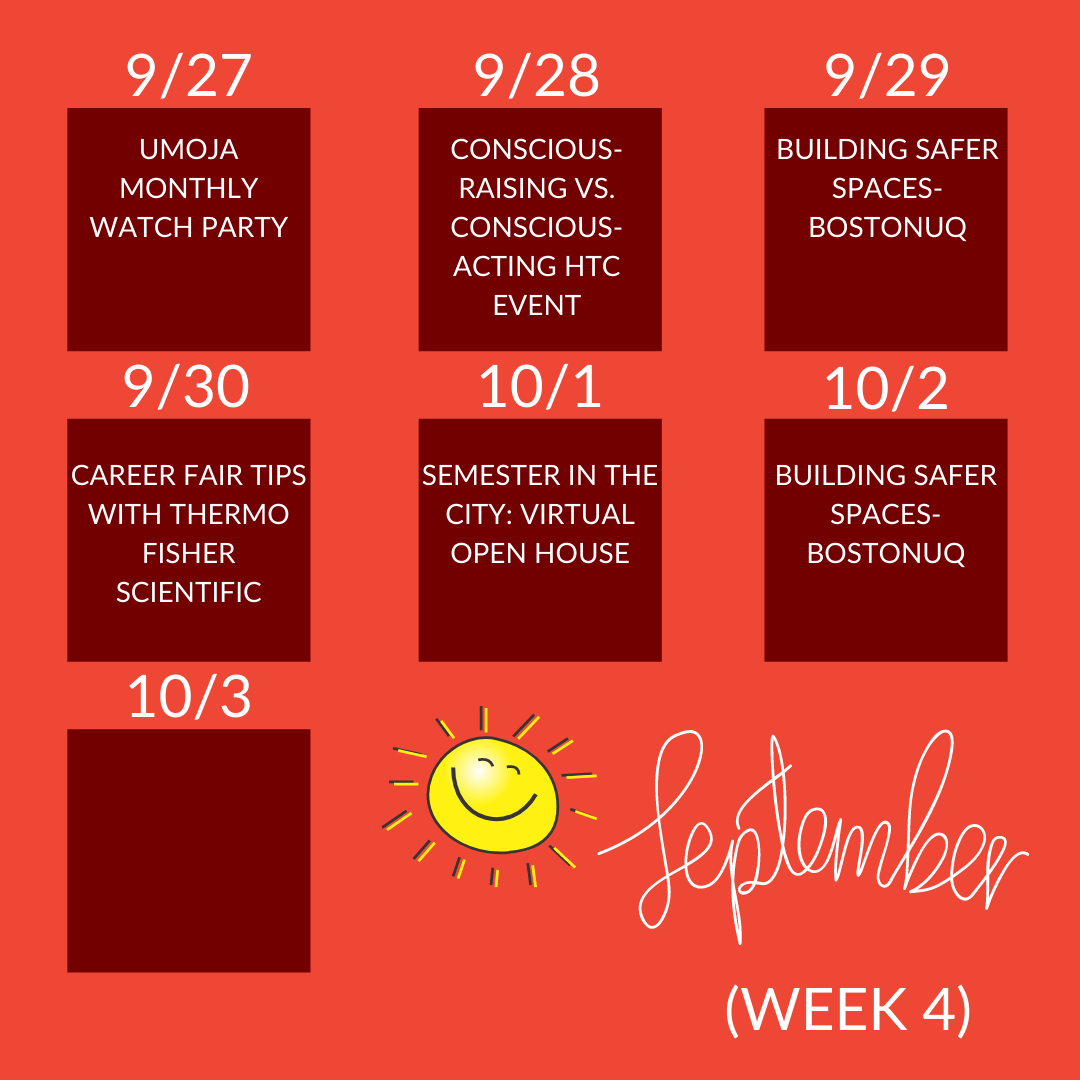 9/27
UMOJA
MONTHLY
WATCH PARTY
9/28
CONSCIOUS-
RAISING VS.
CONSCIOUS-
ACTING HTC
EVENT
9/29
BUILDING SAFER
SPACES-
BOSTONUQ
9/30
CAREER FAIR TIPS
WITH THERMO
FISHER
SCIENTIFIC
10/1
SEMESTER IN THE
CITY: VIRTUAL
OPEN HOUSE
10/2
BUILDING SAFER
SPACES-
BOSTONUQ
10/3
September
(WEEK 4)